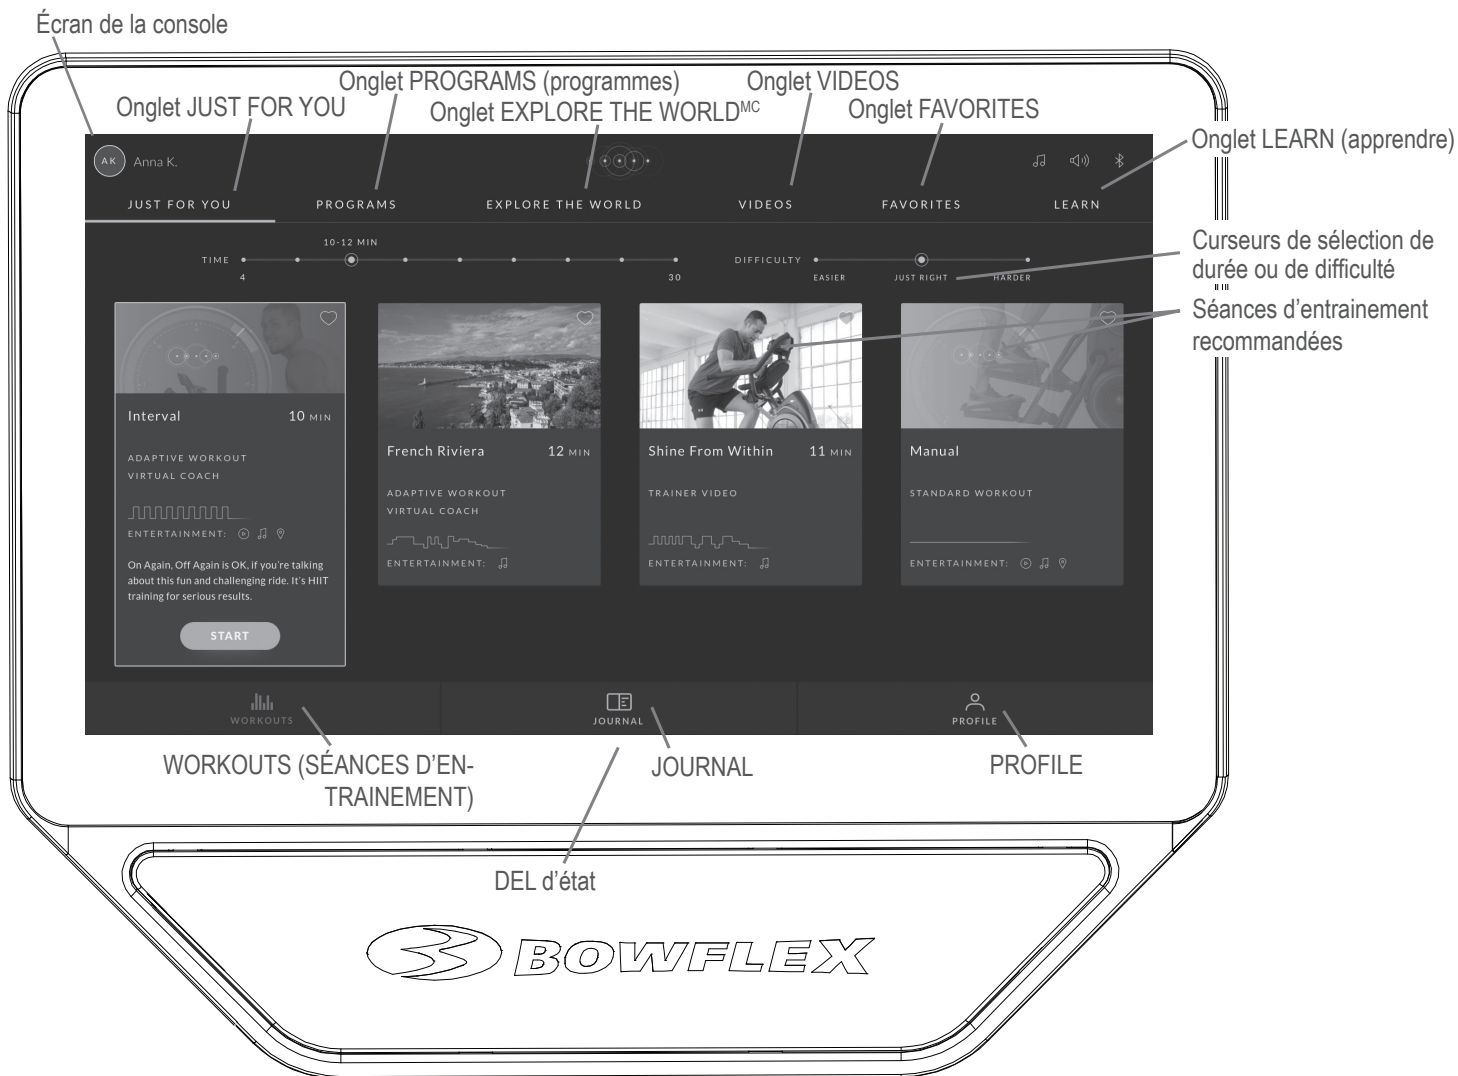 Écran de la console
Onglet PROGRAMS (programmes)
Onglet VIDEOS
Onglet JUST FOR YOU
Onglet EXPLORE THE WORLDMC
Onglet FAVORITES
Onglet LEARN (apprendre)
AK Anna K.
JUST FOR YOU
PROGRAMS
EXPLORE THE WORLD
VIDEOS
FAVORITES
LEARN
10-12 MIN
TIME
4
30
DIFFICULTY
EASIER
JUST RIGHT
HARDER
Curseurs de sélection de
durée ou de difficulté
Séances d'entrainement
recommandées
Interval 10 MIN
ADAPTIVE WORKOUT
VIRTUAL COACH
ENTERTAINMENT:
On Again, Off Again is OK, if you're talking
about this fun and challenging ride. It's HIIT
training for serious results.
START
French Riviera 12 MIN
ADAPTIVE WORKOUT
VIRTUAL COACH
ENTERTAINMENT:
Shine From Within 11 MIN
TRAINER VIDEO
ENTERTAINMENT:
Manual
STANDARD WORKOUT
ENTERTAINMENT:
WORKOUTS
JOURNAL
PROFILE
WORKOUTS (SÉANCES D'EN-
TRAINEMENT)
JOURNAL
PROFILE
DEL d'état
BOWFLEX